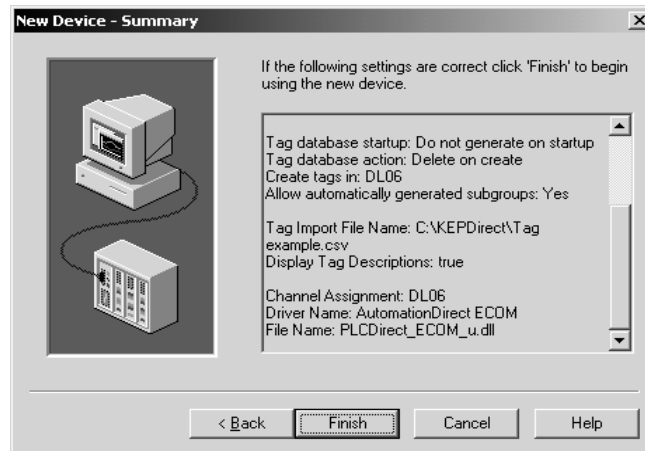 New Device - Summary
If the following settings are correct click 'Finish' to begin
using the new device.
Tag database startup: Do not generate on startup
Tag database action: Delete on create
Create tags in: DL06
Allow automatically generated subgroups: Yes
Tag Import File Name: C:\KEPDirect\Tag
example.csv
Display Tag Descriptions: true
Channel Assignment: DL06
Driver Name: AutomationDirect ECOM
File Name: PLCDirect_ECOM_u.dll
< Back
Finish
Cancel
Help